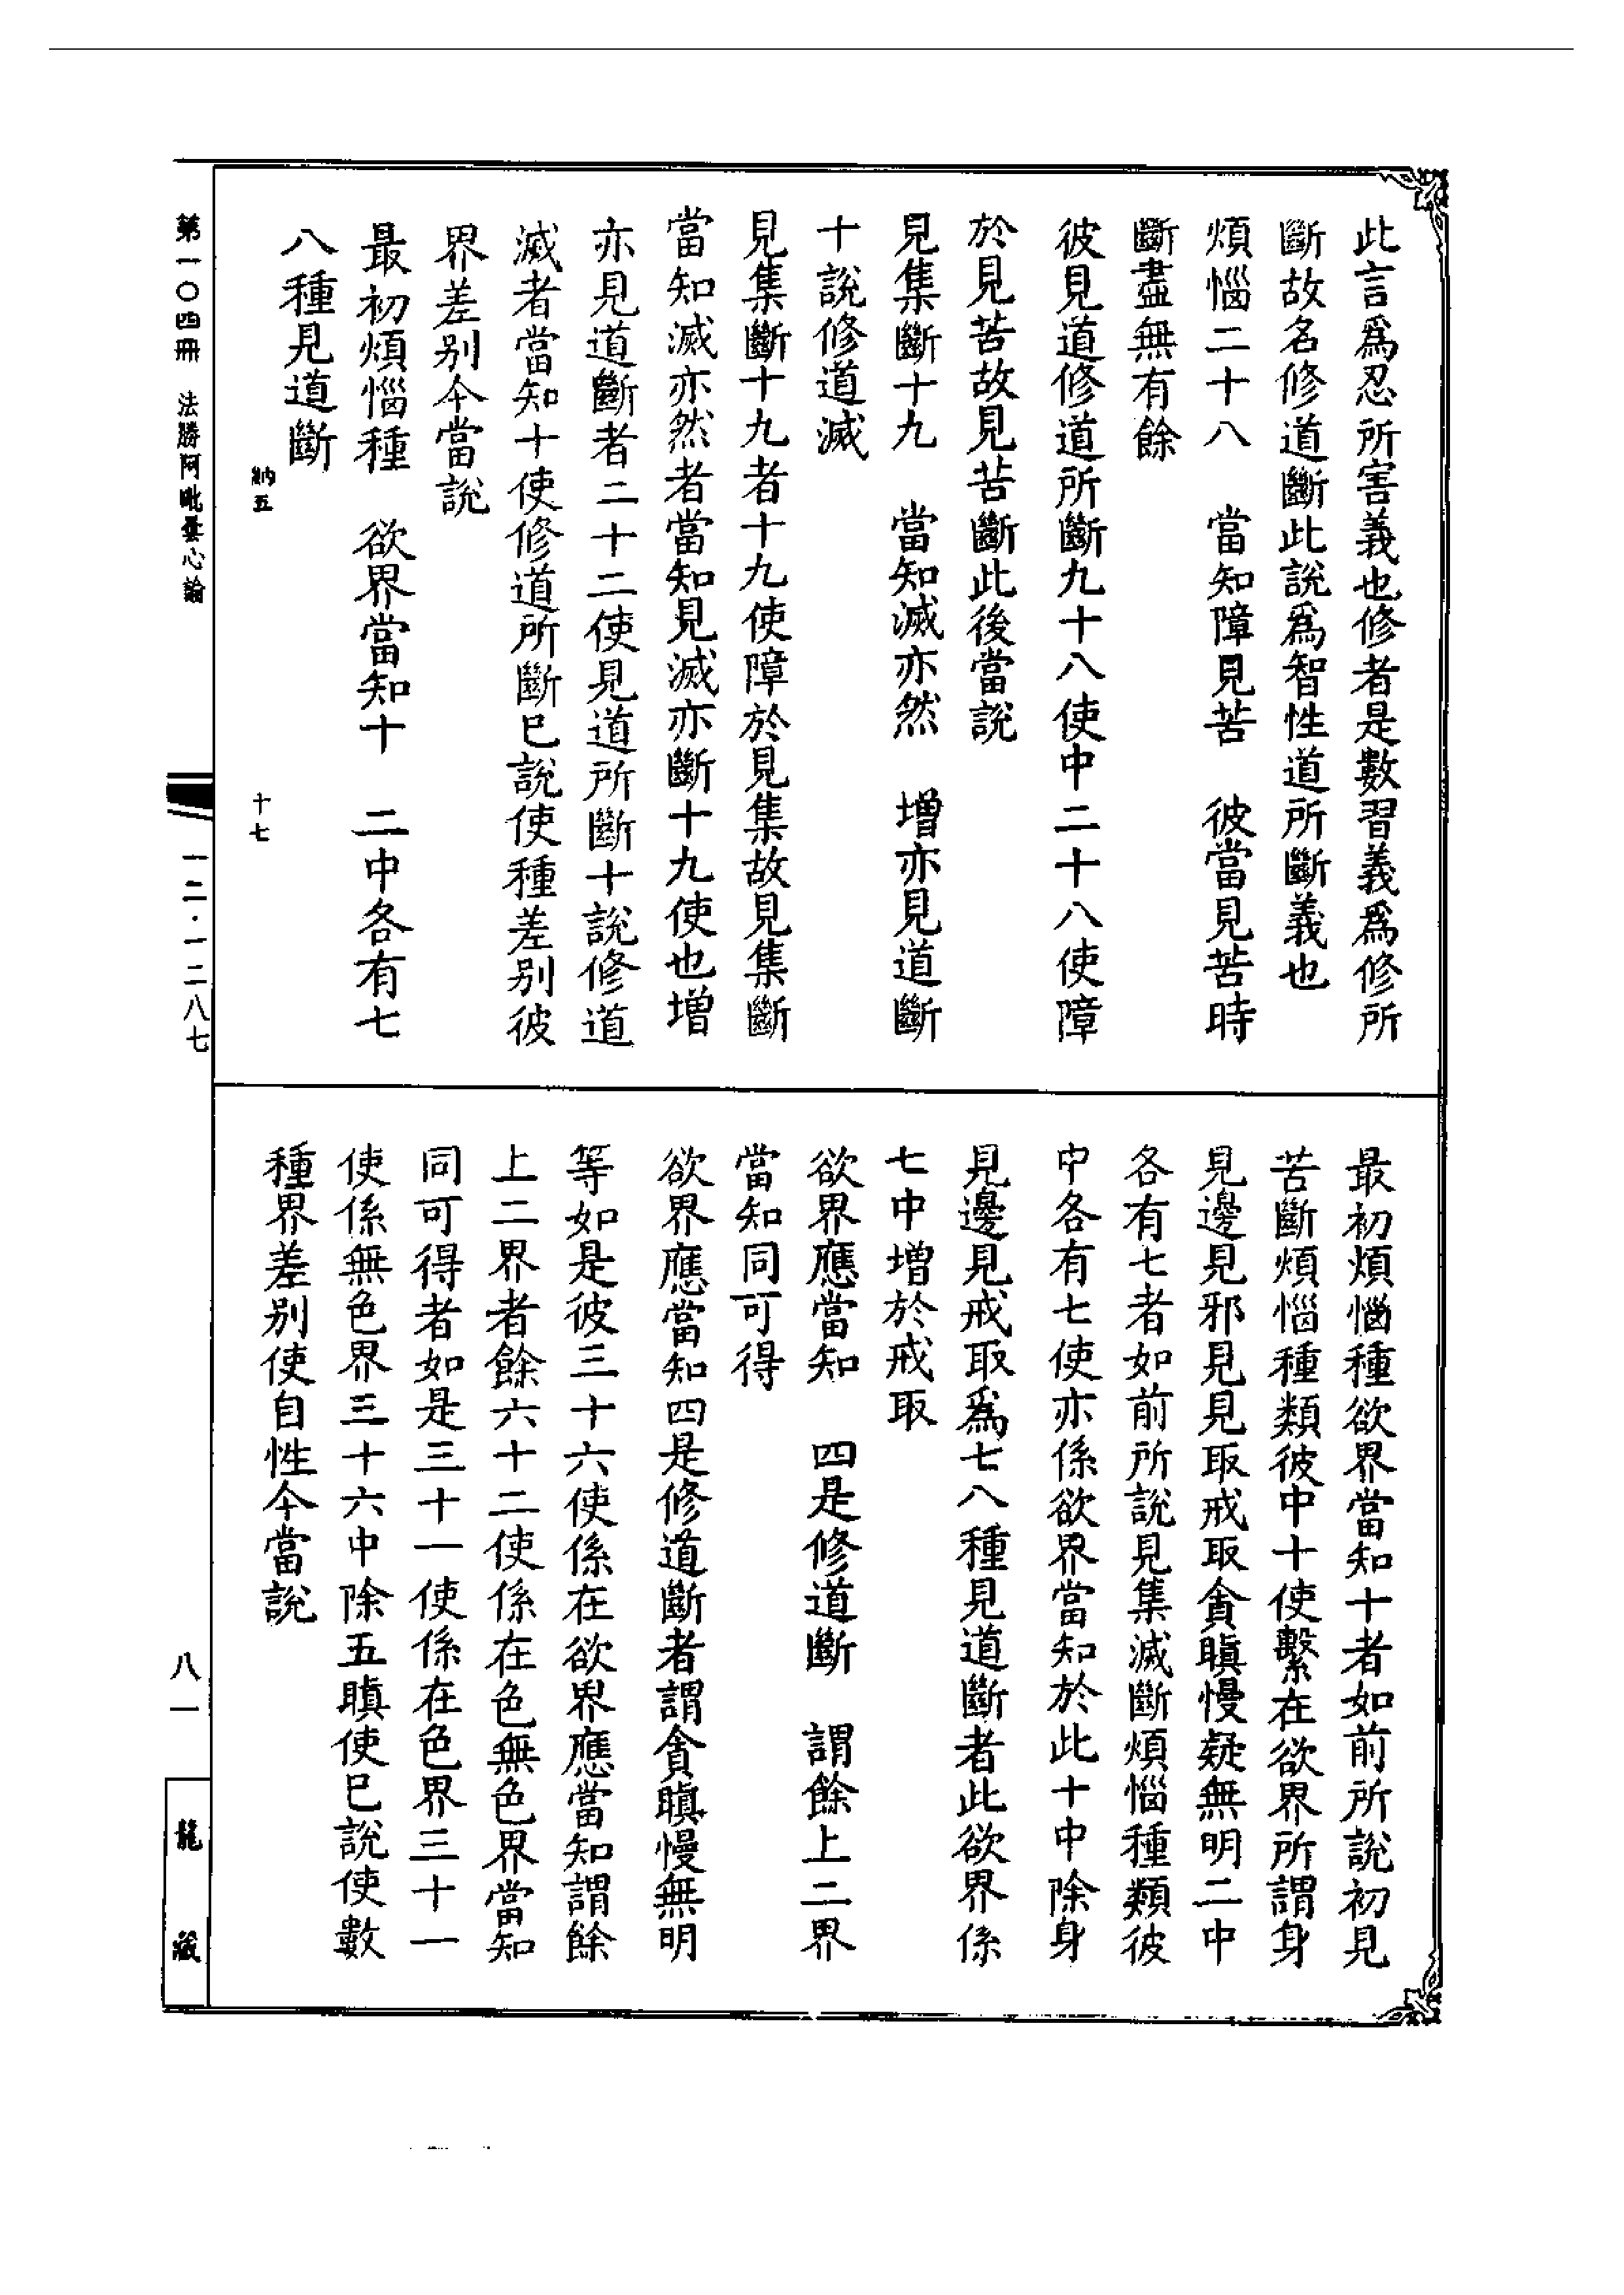 此言爲忍所害義也修者是數習義爲修所
斷故名修道斷此說爲智性道所斷義也
煩惱二十八　當知障見苦　彼當見苦時
斷盡無有餘
彼見道修道所斷九十八使中二十八使障
於見苦故見苦斷此後當說
見集斷十九　當知滅亦然　增亦見道斷
十說修道滅
見集斷十九者十九使障於見集故見集斷
當知滅亦然者當知見滅亦斷十九使也增
亦見道斷者二十二使見道所斷十說修道
滅者當知十使修道所斷巳說使種差別彼
界差別今當說
最初煩惱種　欲界當知十　二中各有七
八種見道斷
納五
十七
最初煩惱種欲界當知十者如前所說初見
苦斷煩惱種類彼中十使繫在欲界所謂身
見邊見邪見見取戒取貪瞋慢疑無明二中
各有七者如前所說見集滅斷煩惱種類彼
中各有七使亦係欲界當知於此十中除身
見邊見戒取爲七八種見道斷者此欲界係
七中增於戒取
欲界應當知　四是修道斷　謂餘上二界
當知同可得
欲界應當知四是修道斷者謂貪瞋慢無明
等如是彼三十六使係在欲界應當知謂餘
上二界者餘六十二使係在色無色界當知
同可得者如是三十一使係在色界三十一
使係無色界三十六中除五瞋使巳說使數
種界差別使自性今當說
第一〇四冊　法勝阿毗曇心論
一二·一二八七
八一
龍藏